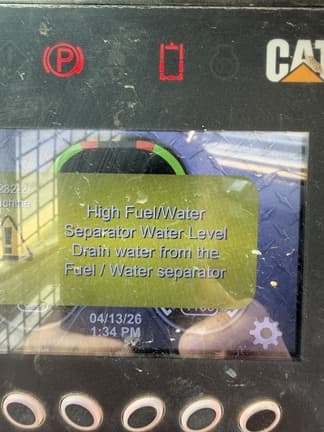 CAT
High Fuel/Water
Separator Water Level
Drain water from the
Fuel / Water separator
04/13/26
1:34 PM